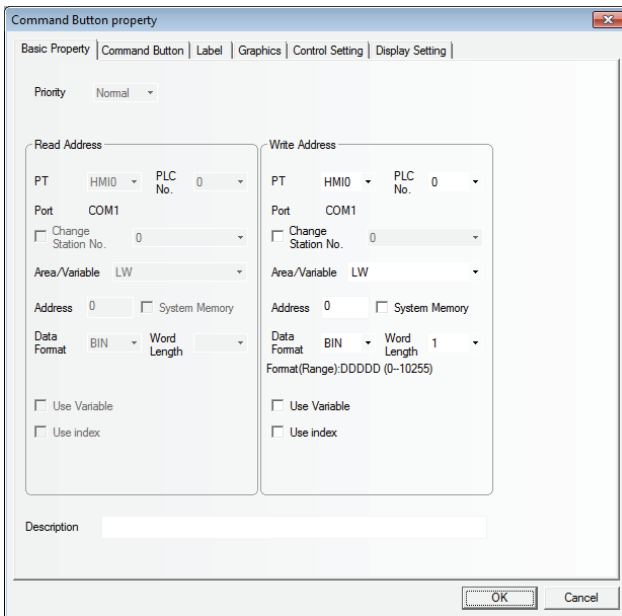 Command Button property
Basic Property Command Button Label Graphics Control Setting Display Setting
Priority Normal
Read Address
PT HMI0 PLC No. 0
Port COM1
Change Station No. 0
Area/Variable LW
Address 0 System Memory
Data Format BIN Word Length
Use Variable
Use index
Write Address
PT HMI0 PLC No. 0
Port COM1
Change Station No. 0
Area/Variable LW
Address 0 System Memory
Data Format BIN Word Length 1
Format(Range):DDDDD (0--10255)
Use Variable
Use index
Description
OK Cancel